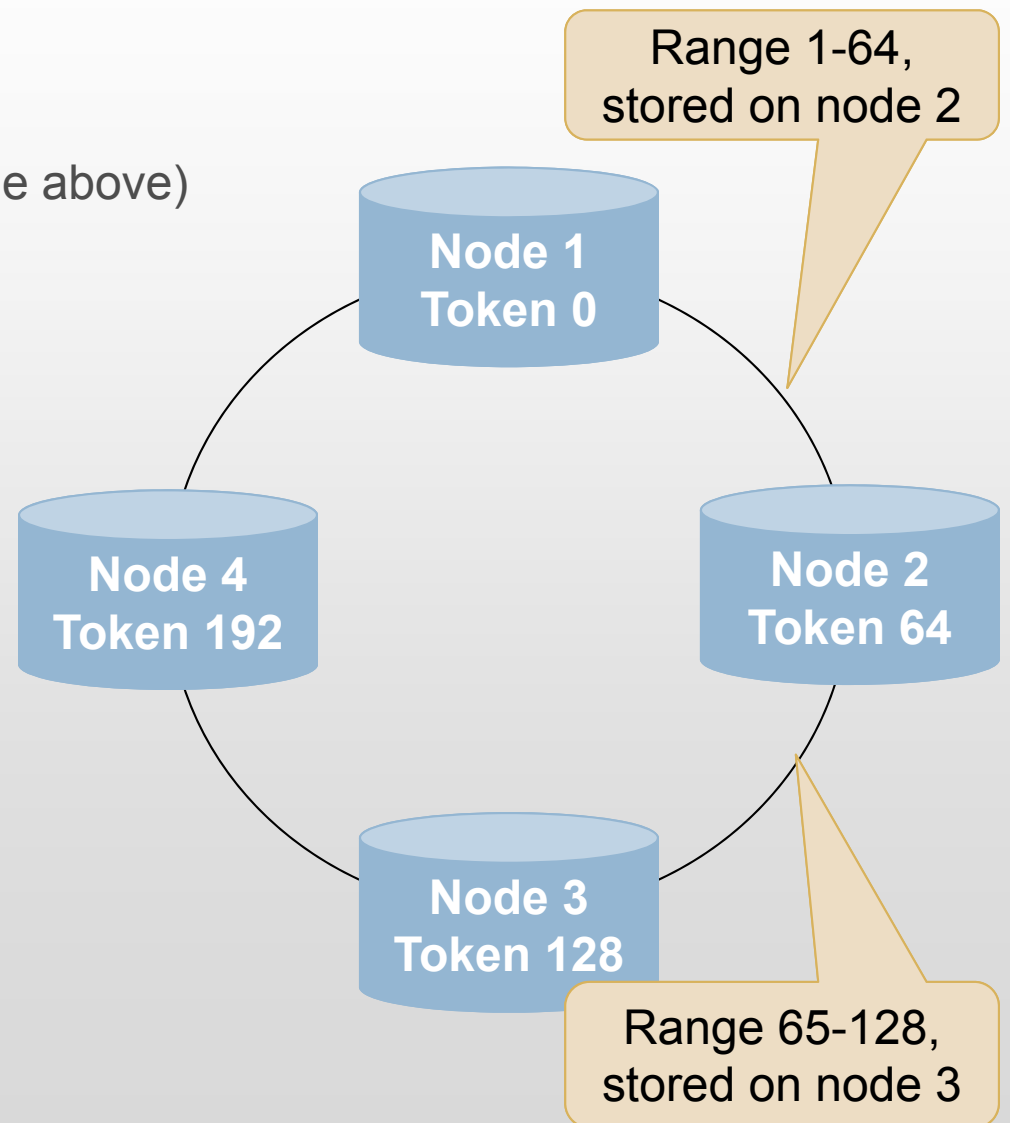 Range 1-64,
stored on node 2
e above)
Node 1
Token 0
Node 4
Token 192
Node 2
Token 64
Node 3
Token 128
Range 65-128,
stored on node 3